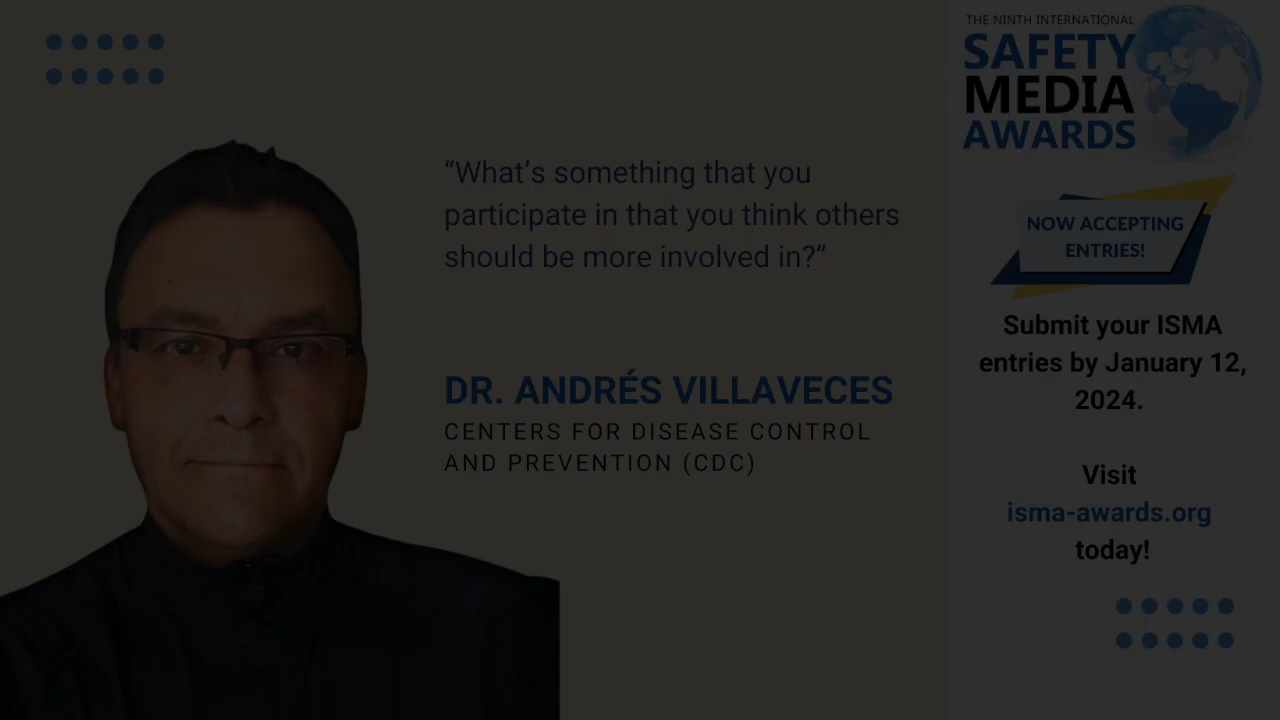 “What’s something that you
participate in that you think others
should be more involved in?”
DR. ANDRÉS VILLAVECES
CENTERS FOR DISEASE CONTROL
AND PREVENTION (CDC)
THE NINTH INTERNATIONAL
SAFETY
MEDIA
AWARDS
NOW ACCEPTING
ENTRIES!
Submit your ISMA
entries by January 12,
2024.
Visit
isma-awards.org
today!